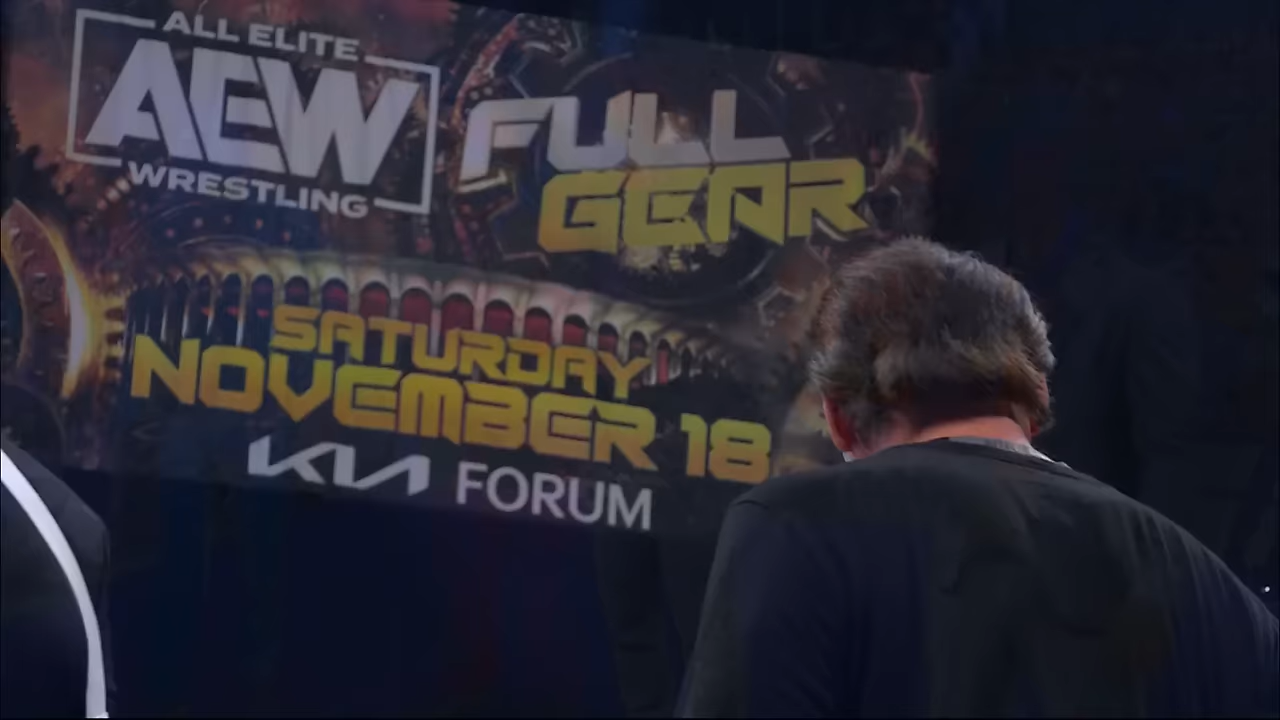 ALL ELITE
AEW
WRESTLING
FULL
GEAR
SATURDAY
NOVEMBER 18
KIA FORUM